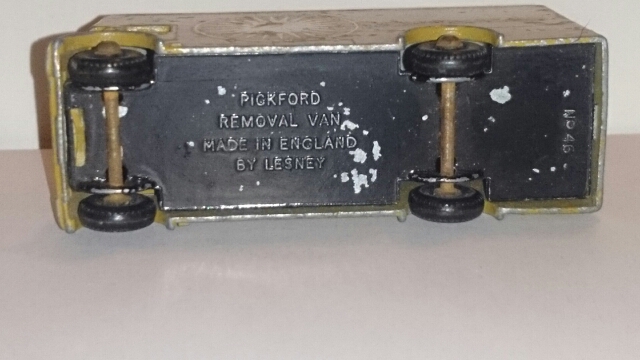 PICKFORD
REMOVAL VAN
MADE IN ENGLAND
BY LESNEY
NO 46